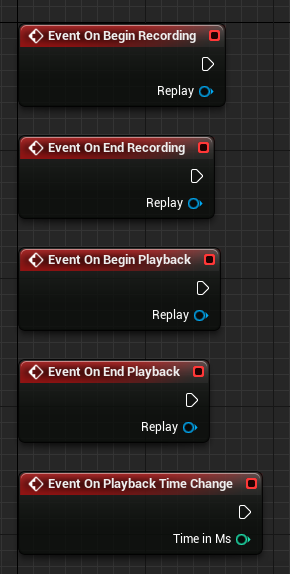 Event On Begin Recording
Replay
Event On End Recording
Replay
Event On Begin Playback
Replay
Event On End Playback
Replay
Event On Playback Time Change
Time in Ms